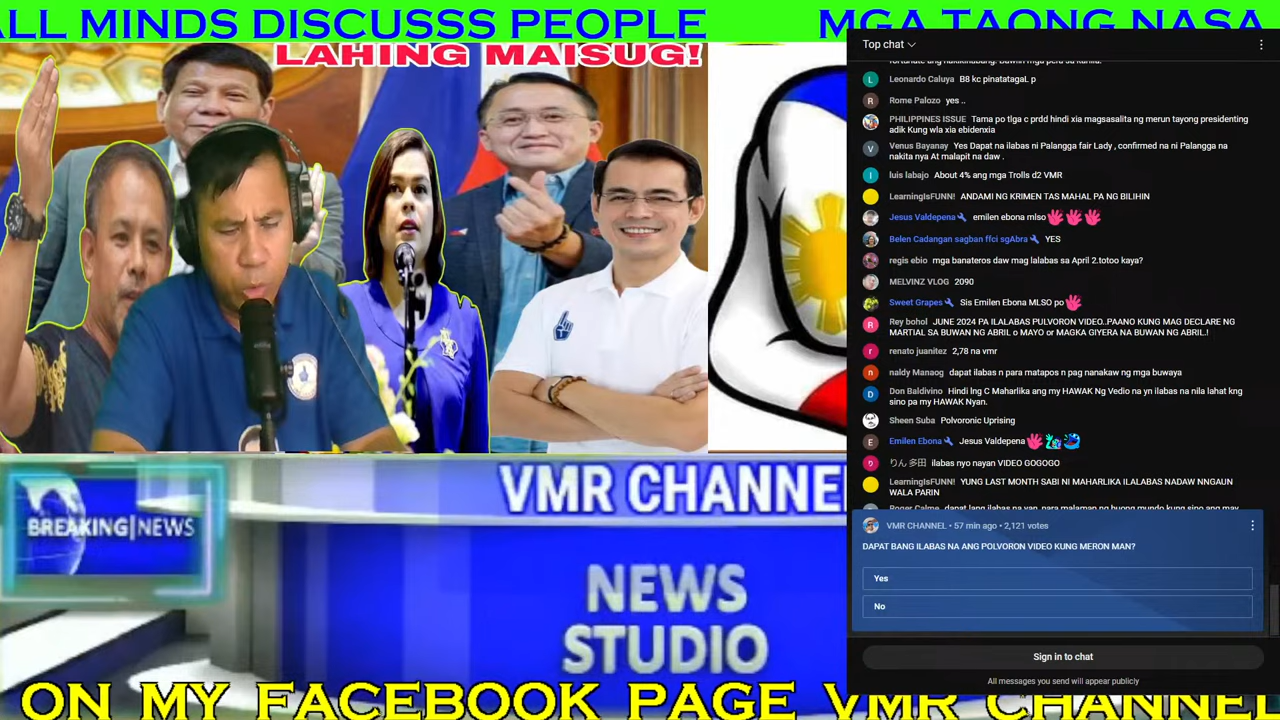 ALL MINDS DISCUSSS PEOPLE MGA TAONG NASA
LAHING MAISUG!
Top chat
Leonardo Caluya B8 kc pinatatagaL p
Rome Palozo yes ..
PHILIPPINES ISSUE Tama po tlga c prdd hindi xia magsasalita ng merun tayong presidenting
adik Kung wla xia ebidenxia
Venus Bayanay Yes Dapat na ilabas ni Palangga fair Lady , confirmed na ni Palangga na
nakita nya At malapit na daw .
luis labajo About 4% ang mga Trolls d2 VMR
LearningIsFUNN! ANDAMI NG KRIMEN TAS MAHAL PA NG BILIHIN
Jesus Valdepena emilen ebona mlso
Belen Cadangan sagban ffci sgAbra YES
regis ebio mga banateros daw mag lalabas sa April 2.totoo kaya?
MELVINZ VLOG 2090
Sweet Grapes Sis Emilen Ebona MLSO po
Rey bohol JUNE 2024 PA ILALABAS PULVORON VIDEO..PAANO KUNG MAG DECLARE NG
MARTIAL SA BUWAN NG ABRIL o MAYO or MAGKA GIYERA NA BUWAN NG ABRIL.!
renato juanitez 2,78 na vmr
naldy Manaog dapat ilabas n para matapos n pag nanakaw ng mga buwaya
Don Baldivino Hindi lng C Maharlika ang my HAWAK Ng Vedio na yn ilabas na nila lahat kng
sino pa my HAWAK Nyan.
Sheen Suba Polvoronic Uprising
Emilen Ebona Jesus Valdepena
りん 多田 ilabas nyo nayan VIDEO GOGOGO
LearningIsFUNN! YUNG LAST MONTH SABI NI MAHARLIKA ILALABAS NADAW NNGAUN
WALA PARIN
VMR CHANNEL • 57 min ago • 2,121 votes
DAPAT BANG ILABAS NA ANG POLVORON VIDEO KUNG MERON MAN?
Yes
No
Sign in to chat
All messages you send will appear publicly
VMR CHANNE
BREAKING|NEWS
NEWS
STUDIO
ON MY FACEBOOK PAGE VMR CHANNEL